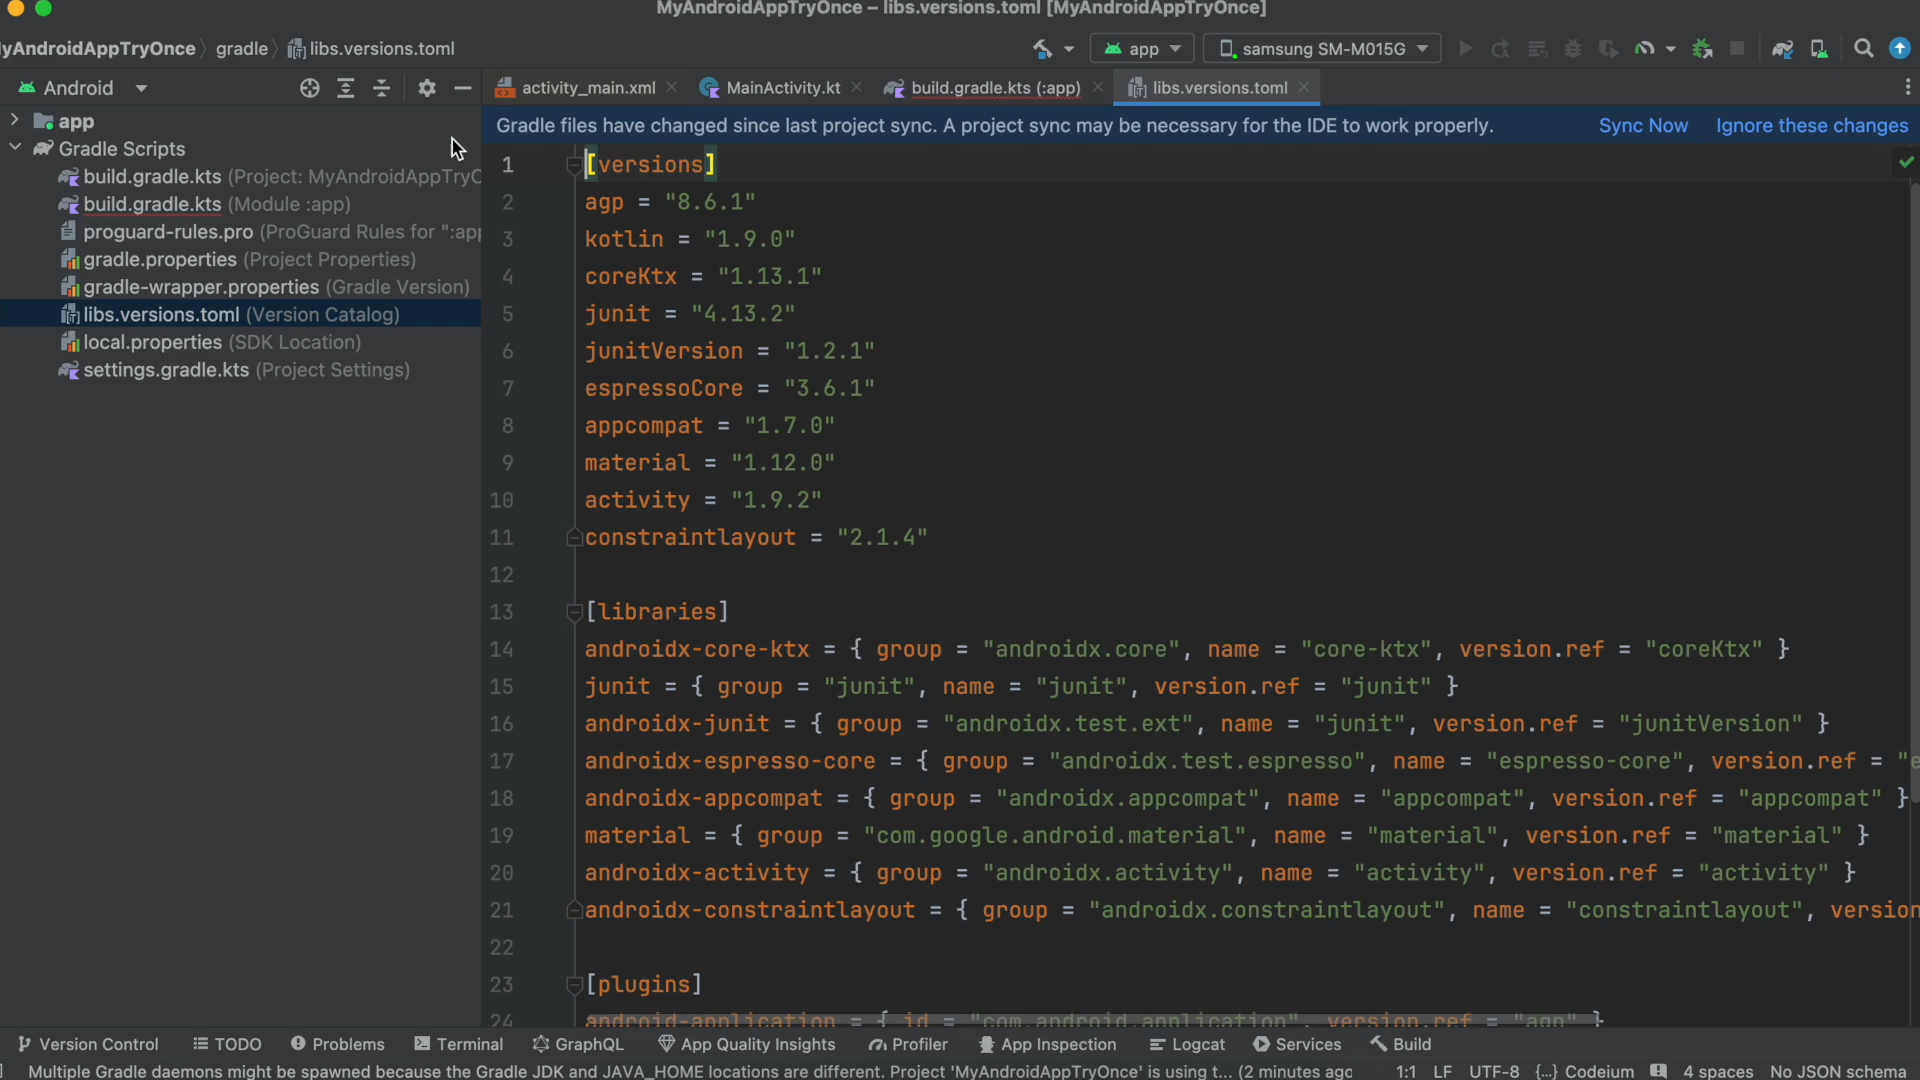 MyAndroidAppTryOnce – libs.versions.toml [MyAndroidAppTryOnce]
yAndroidAppTryOnce gradle libs.versions.toml
app samsung SM-M015G
Android
activity_main.xml MainActivity.kt build.gradle.kts (:app) libs.versions.toml
Gradle files have changed since last project sync. A project sync may be necessary for the IDE to work properly. Sync Now Ignore these changes
app
Gradle Scripts
build.gradle.kts (Project: MyAndroidAppTryO
build.gradle.kts (Module :app)
proguard-rules.pro (ProGuard Rules for ":app
gradle.properties (Project Properties)
gradle-wrapper.properties (Gradle Version)
libs.versions.toml (Version Catalog)
local.properties (SDK Location)
settings.gradle.kts (Project Settings)
1 [versions]
2 agp = "8.6.1"
3 kotlin = "1.9.0"
4 coreKtx = "1.13.1"
5 junit = "4.13.2"
6 junitVersion = "1.2.1"
7 espressoCore = "3.6.1"
8 appcompat = "1.7.0"
9 material = "1.12.0"
10 activity = "1.9.2"
11 constraintlayout = "2.1.4"
12
13 [libraries]
14 androidx-core-ktx = { group = "androidx.core", name = "core-ktx", version.ref = "coreKtx" }
15 junit = { group = "junit", name = "junit", version.ref = "junit" }
16 androidx-junit = { group = "androidx.test.ext", name = "junit", version.ref = "junitVersion" }
17 androidx-espresso-core = { group = "androidx.test.espresso", name = "espresso-core", version.ref = "e
18 androidx-appcompat = { group = "androidx.appcompat", name = "appcompat", version.ref = "appcompat" }
19 material = { group = "com.google.android.material", name = "material", version.ref = "material" }
20 androidx-activity = { group = "androidx.activity", name = "activity", version.ref = "activity" }
21 androidx-constraintlayout = { group = "androidx.constraintlayout", name = "constraintlayout", version
22
23 [plugins]
24 android-application = { id = "com.android.application", version.ref = "agp" }
Version Control TODO Problems Terminal GraphQL App Quality Insights Profiler App Inspection Logcat Services Build
Multiple Gradle daemons might be spawned because the Gradle JDK and JAVA_HOME locations are different. Project 'MyAndroidAppTryOnce' is using t... (2 minutes ago 1:1 LF UTF-8 {...} Codeium 4 spaces No JSON schema